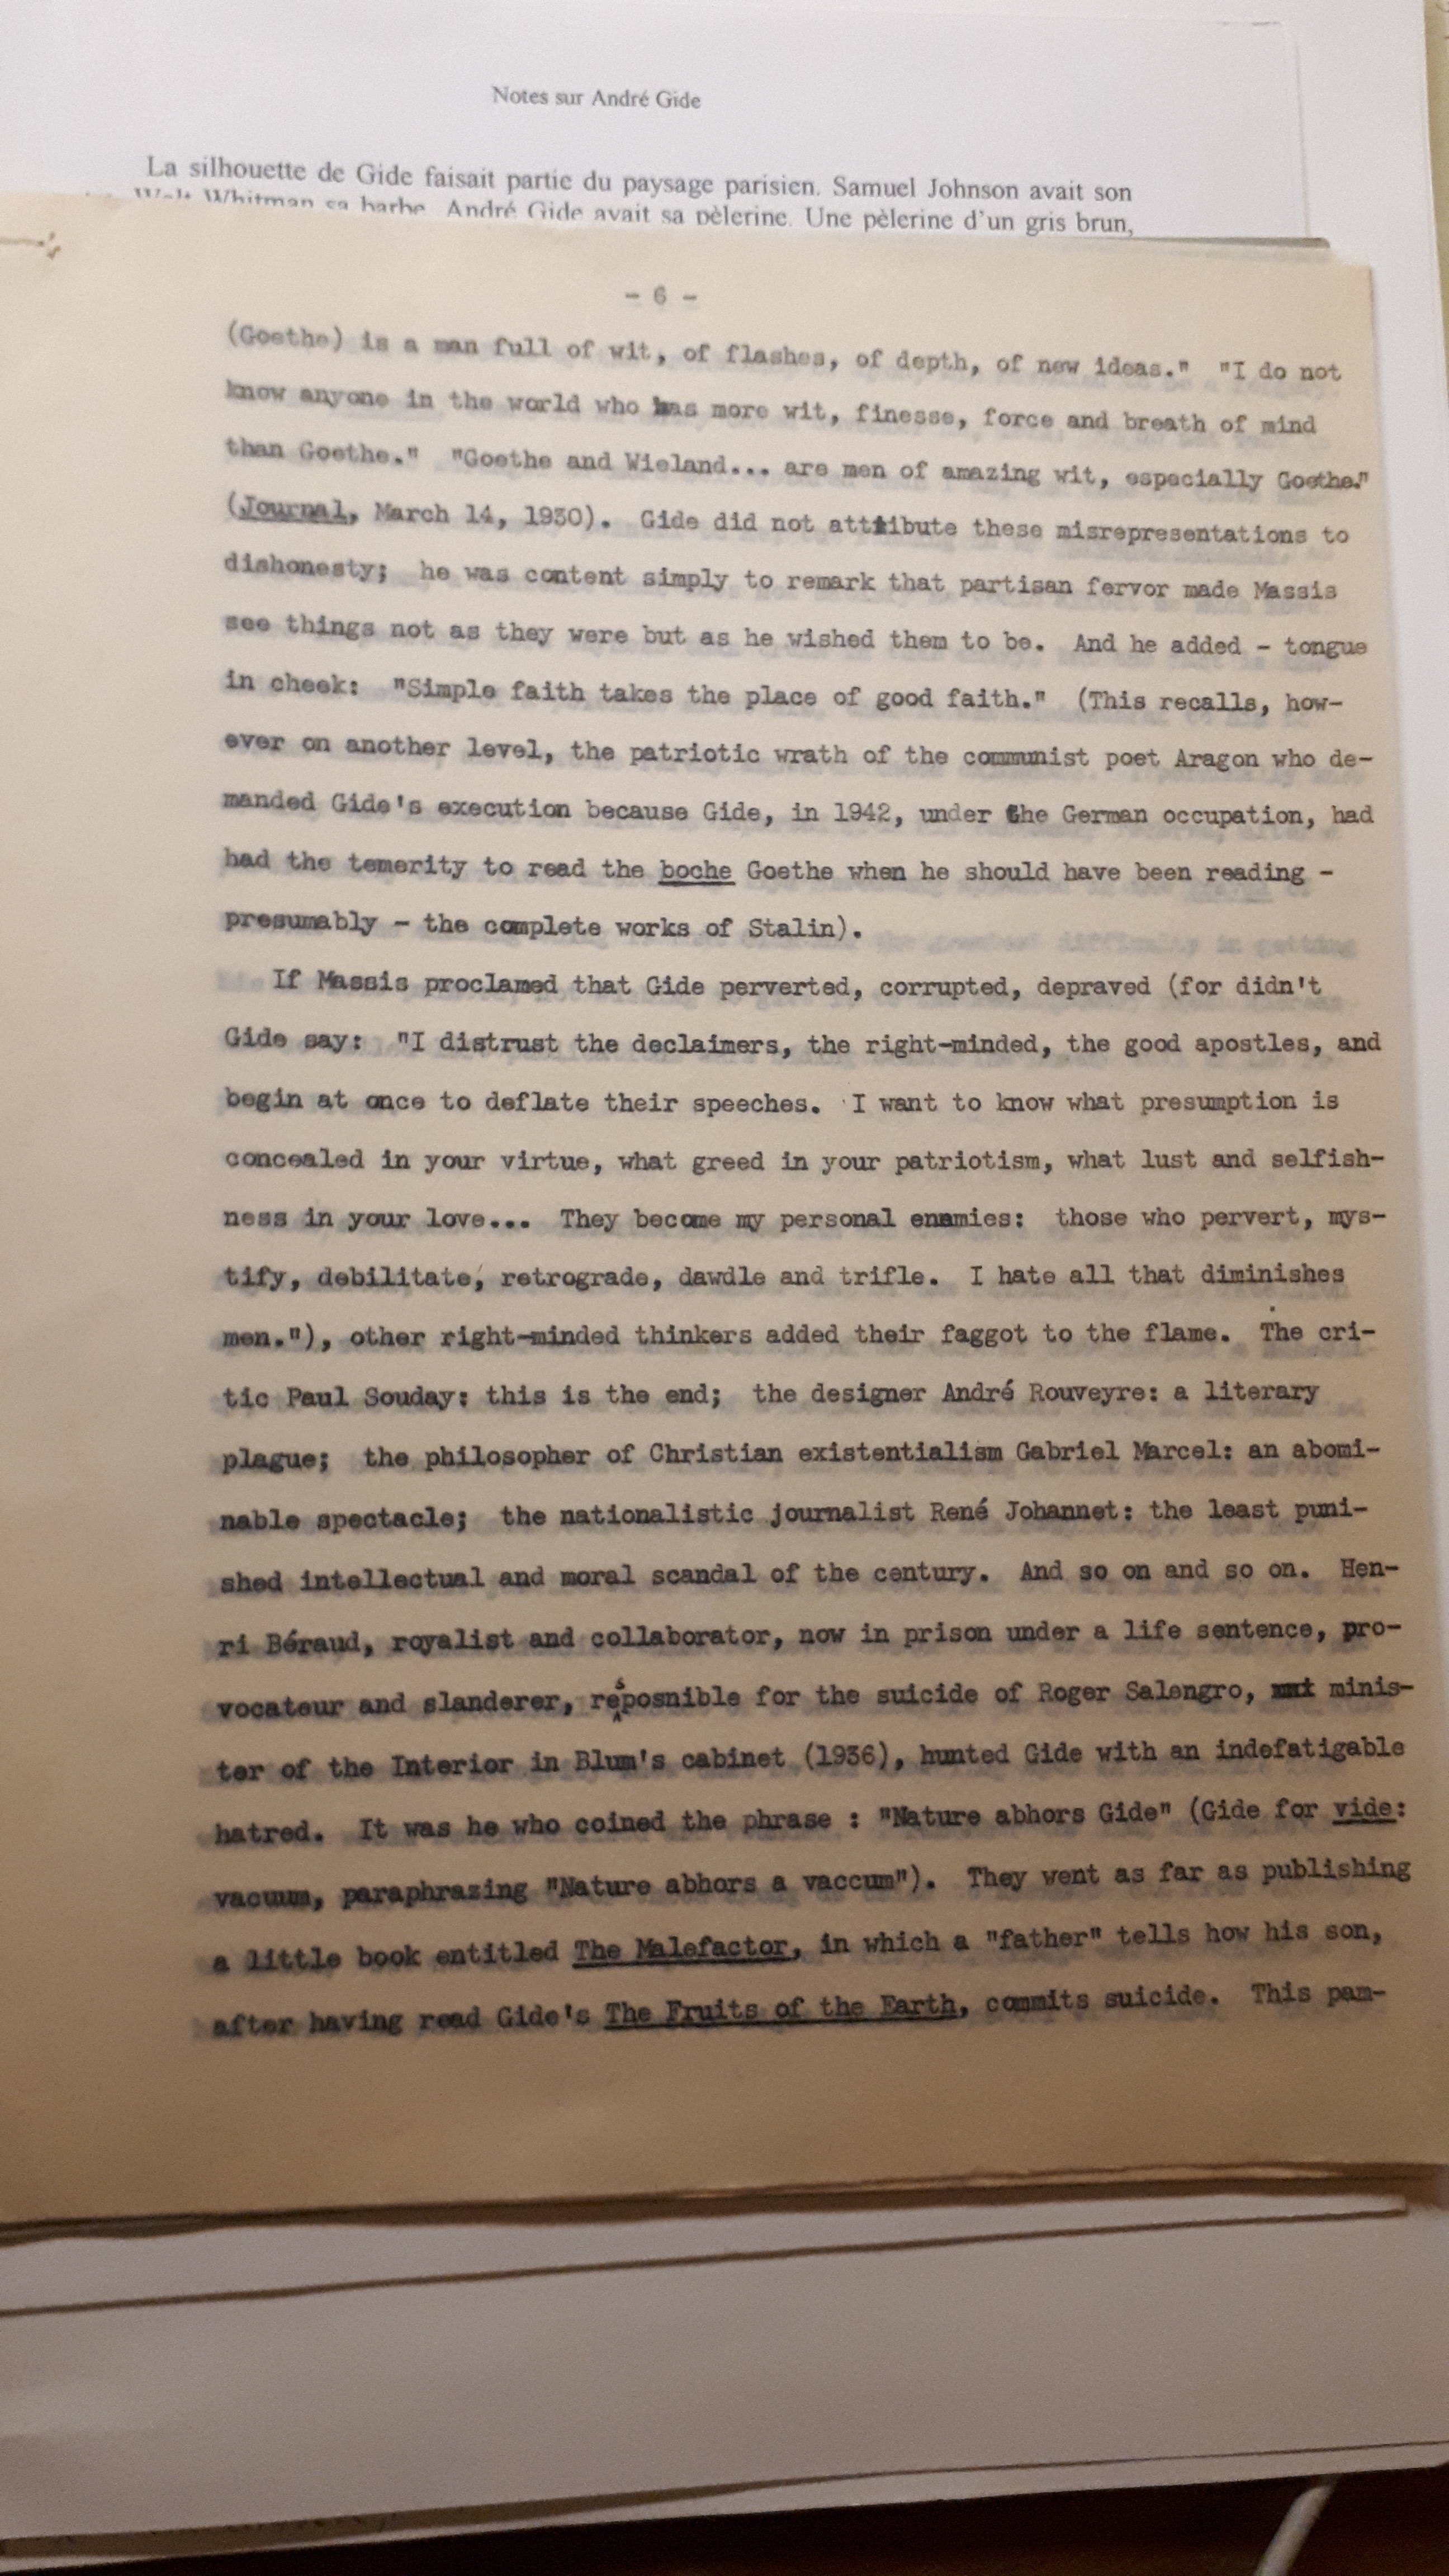 Notes sur André Gide
La silhouette de Gide faisait partie du paysage parisien. Samuel Johnson avait son
Walt Whitman sa barbe. André Gide avait sa pèlerine. Une pèlerine d'un gris brun,
- 6 -
(Goethe) is a man full of wit, of flashes, of depth, of new ideas." "I do not
know anyone in the world who has more wit, finesse, force and breath of mind
than Goethe." "Goethe and Wieland... are men of amazing wit, especially Goethe."
(Journal, March 14, 1930). Gide did not attribute these misrepresentations to
dishonesty; he was content simply to remark that partisan fervor made Massis
see things not as they were but as he wished them to be. And he added - tongue
in cheek: "Simple faith takes the place of good faith." (This recalls, how-
ever on another level, the patriotic wrath of the communist poet Aragon who de-
manded Gide's execution because Gide, in 1942, under the German occupation, had
had the temerity to read the boche Goethe when he should have been reading -
presumably - the complete works of Stalin).
If Massis proclamed that Gide perverted, corrupted, depraved (for didn't
Gide say: "I distrust the declaimers, the right-minded, the good apostles, and
begin at once to deflate their speeches. I want to know what presumption is
concealed in your virtue, what greed in your patriotism, what lust and selfish-
ness in your love... They become my personal enemies: those who pervert, mys-
tify, debilitate, retrograde, dawdle and trifle. I hate all that diminishes
men."), other right-minded thinkers added their faggot to the flame. The cri-
tic Paul Souday: this is the end; the designer André Rouveyre: a literary
plague; the philosopher of Christian existentialism Gabriel Marcel: an abomi-
nable spectacle; the nationalistic journalist René Johannet: the least puni-
shed intellectual and moral scandal of the century. And so on and so on. Hen-
ri Béraud, royalist and collaborator, now in prison under a life sentence, pro-
vocateur and slanderer, resposnible for the suicide of Roger Salengro, minis-
ter of the Interior in Blum's cabinet (1936), hunted Gide with an indefatigable
hatred. It was he who coined the phrase : "Nature abhors Gide" (Gide for vide:
vacuum, paraphrazing "Nature abhors a vaccum"). They went as far as publishing
a little book entitled The Malefactor, in which a "father" tells how his son,
after having read Gide's The Fruits of the Earth, commits suicide. This pam-